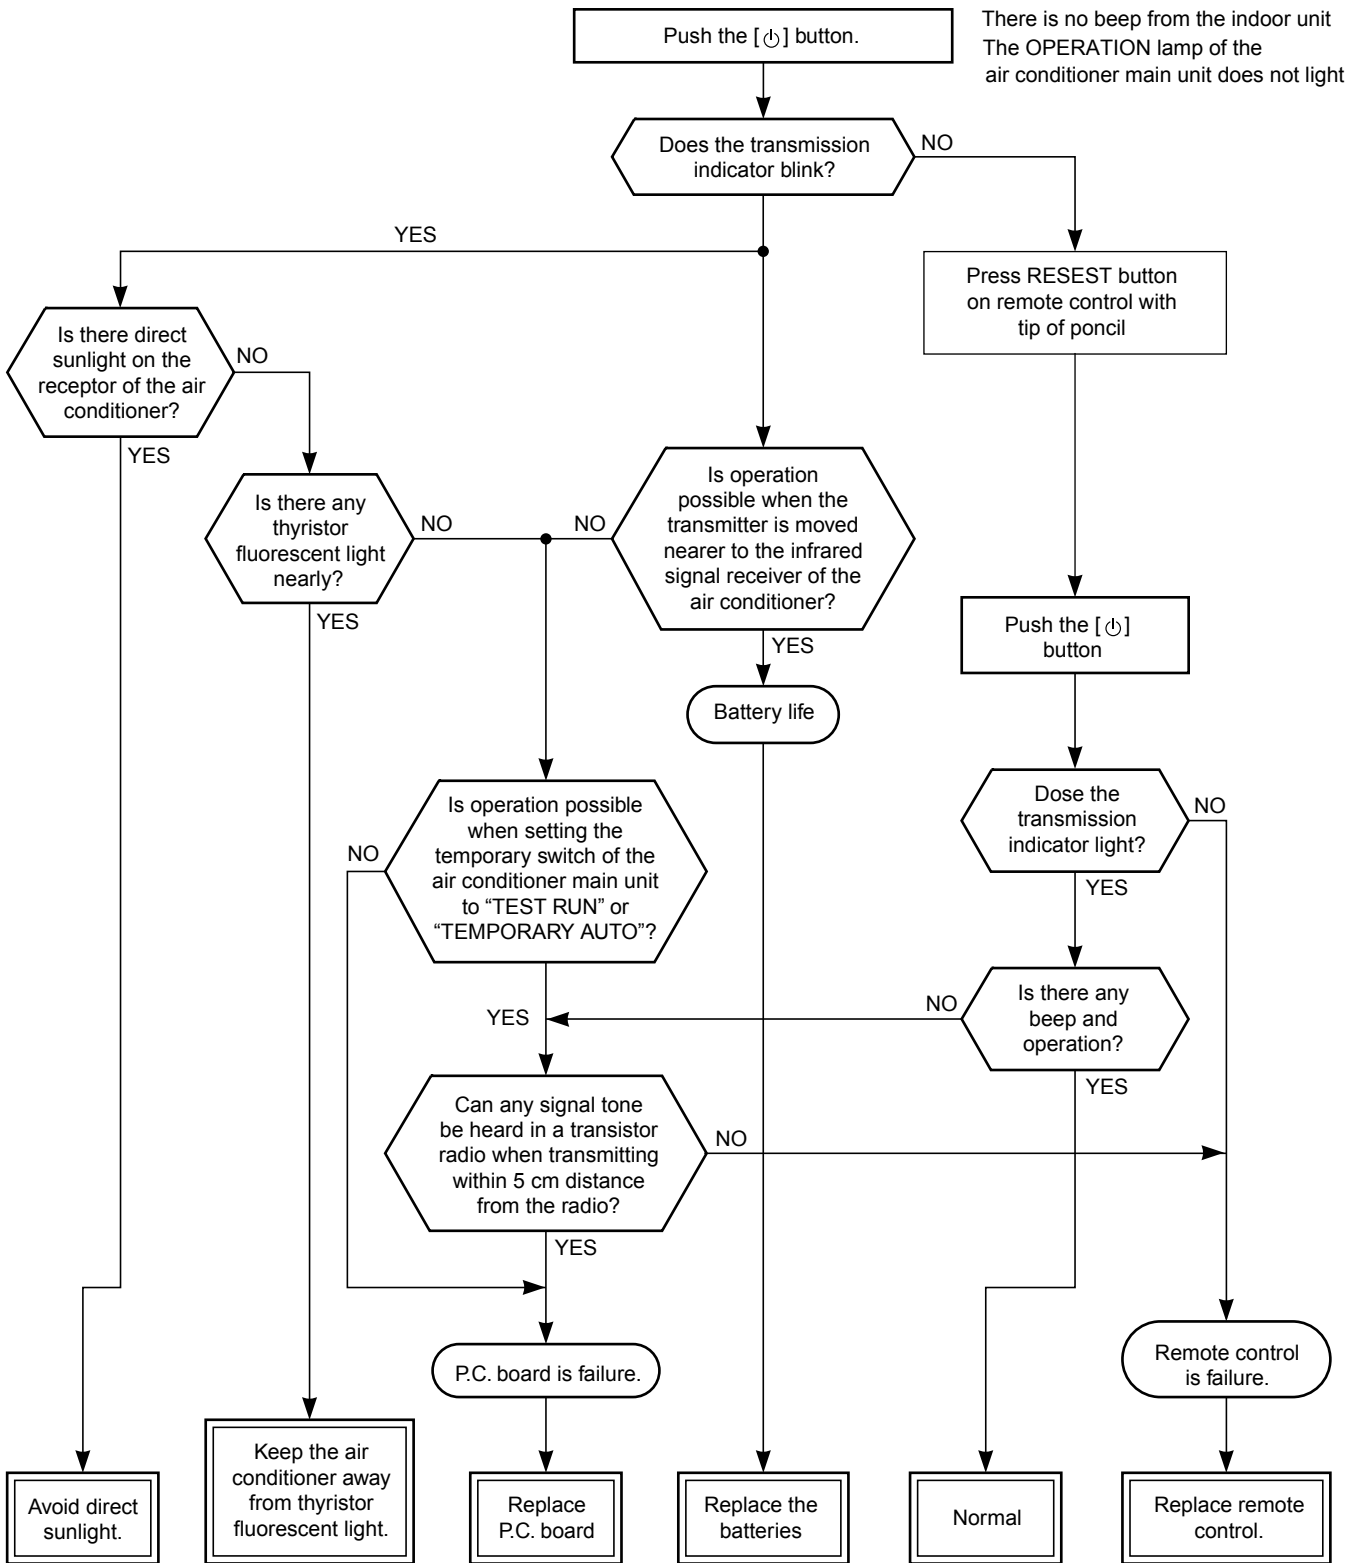 Push the [⏻] button.
There is no beep from the indoor unit
The OPERATION lamp of the
air conditioner main unit does not light
Does the transmission
indicator blink?
NO
YES
Press RESEST button
on remote control with
tip of poncil
Is there direct
sunlight on the
receptor of the air
conditioner?
NO
YES
Is there any
thyristor
fluorescent light
nearly?
NO
YES
Is operation
possible when the
transmitter is moved
nearer to the infrared
signal receiver of the
air conditioner?
NO
YES
Push the [⏻]
button
Battery life
Is operation possible
when setting the
temporary switch of the
air conditioner main unit
to “TEST RUN” or
“TEMPORARY AUTO”?
NO
YES
Dose the
transmission
indicator light?
NO
YES
Is there any
beep and
operation?
NO
YES
Can any signal tone
be heard in a transistor
radio when transmitting
within 5 cm distance
from the radio?
NO
YES
P.C. board is failure.
Remote control
is failure.
Avoid direct
sunlight.
Keep the air
conditioner away
from thyristor
fluorescent light.
Replace
P.C. board
Replace the
batteries
Normal
Replace remote
control.